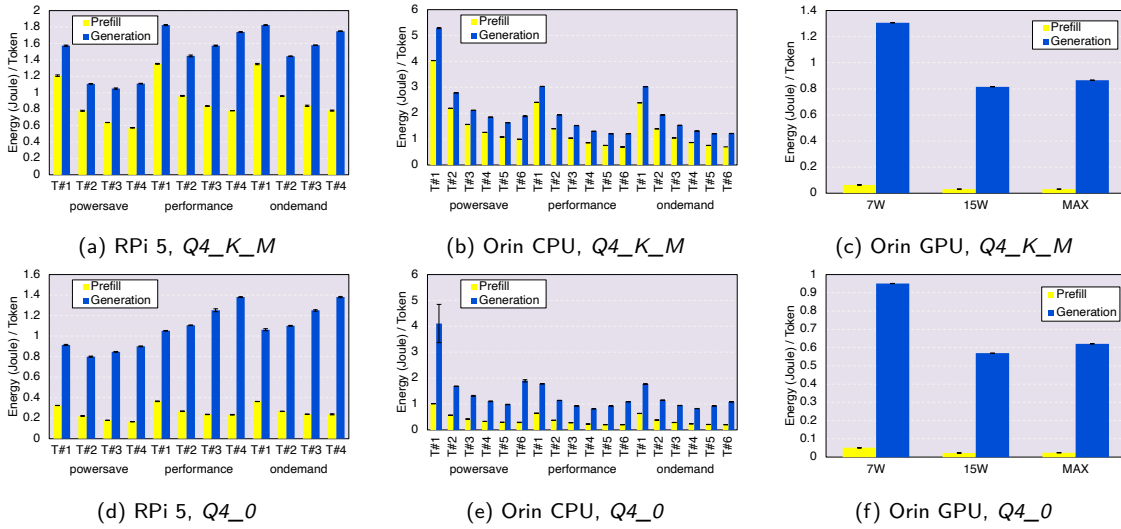 Energy (Joule) / Token
2
1.8
1.6
1.4
1.2
1
0.8
0.6
0.4
0.2
0
Prefill
Generation
T#1 T#2 T#3 T#4 T#1 T#2 T#3 T#4 T#1 T#2 T#3 T#4
powersave performance ondemand
(a) RPi 5, Q4_K_M
Energy (Joule) / Token
6
5
4
3
2
1
0
Prefill
Generation
T#1 T#2 T#3 T#4 T#5 T#6 T#1 T#2 T#3 T#4 T#5 T#6 T#1 T#2 T#3 T#4 T#5 T#6
powersave performance ondemand
(b) Orin CPU, Q4_K_M
Energy (Joule) / Token
1.4
1.2
1
0.8
0.6
0.4
0.2
0
Prefill
Generation
7W 15W MAX
(c) Orin GPU, Q4_K_M
Energy (Joule) / Token
1.6
1.4
1.2
1
0.8
0.6
0.4
0.2
0
Prefill
Generation
T#1 T#2 T#3 T#4 T#1 T#2 T#3 T#4 T#1 T#2 T#3 T#4
powersave performance ondemand
(d) RPi 5, Q4_0
Energy (Joule) / Token
6
5
4
3
2
1
0
Prefill
Generation
T#1 T#2 T#3 T#4 T#5 T#6 T#1 T#2 T#3 T#4 T#5 T#6 T#1 T#2 T#3 T#4 T#5 T#6
powersave performance ondemand
(e) Orin CPU, Q4_0
Energy (Joule) / Token
1
0.9
0.8
0.7
0.6
0.5
0.4
0.3
0.2
0.1
0
Prefill
Generation
7W 15W MAX
(f) Orin GPU, Q4_0